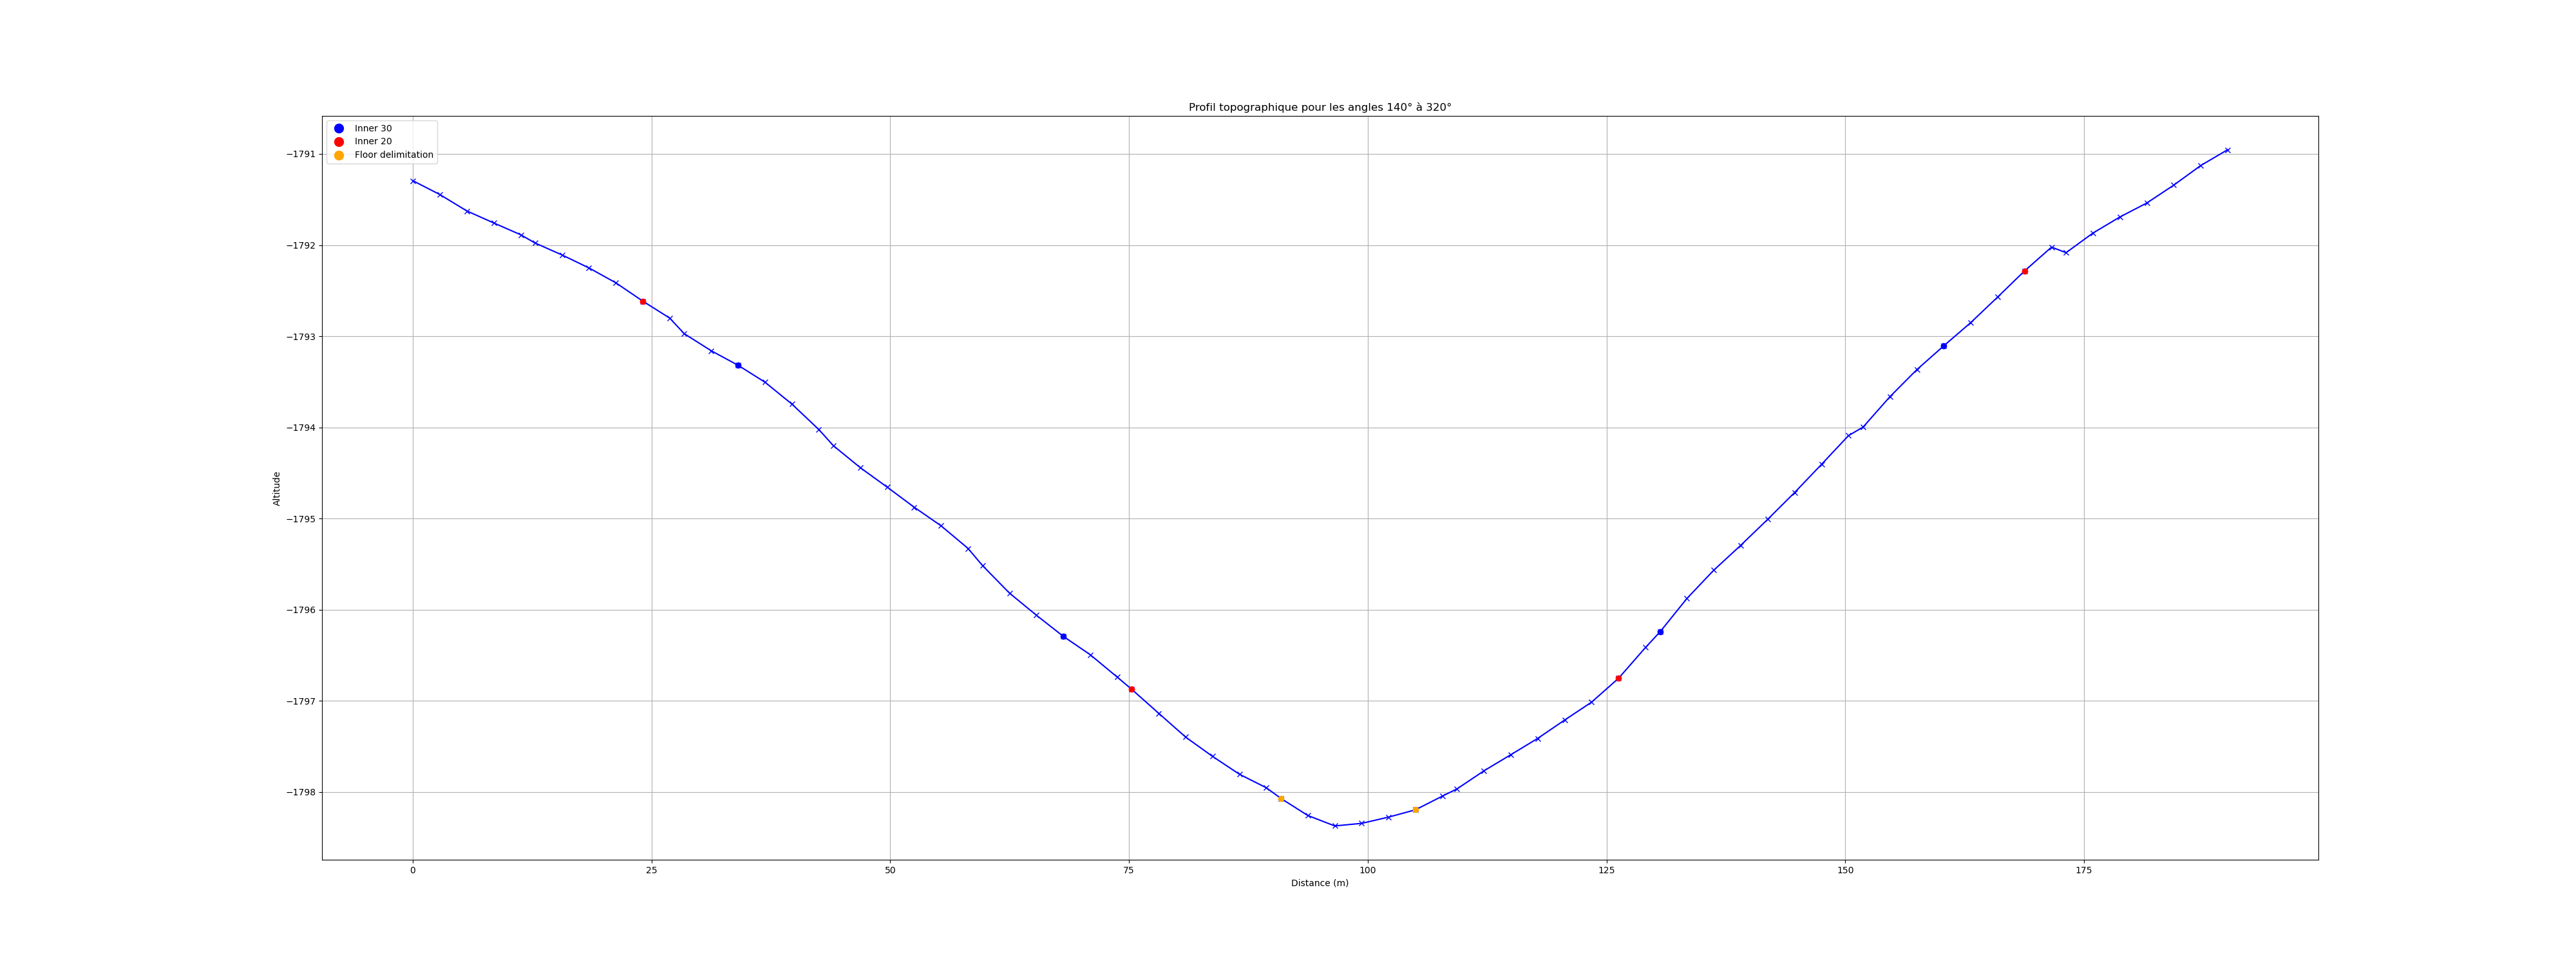 Profil topographique pour les angles 140° à 320°
Inner 30
Inner 20
Floor delimitation
−1791
−1792
−1793
−1794
−1795
−1796
−1797
−1798
Altitude
0
25
50
75
100
125
150
175
Distance (m)